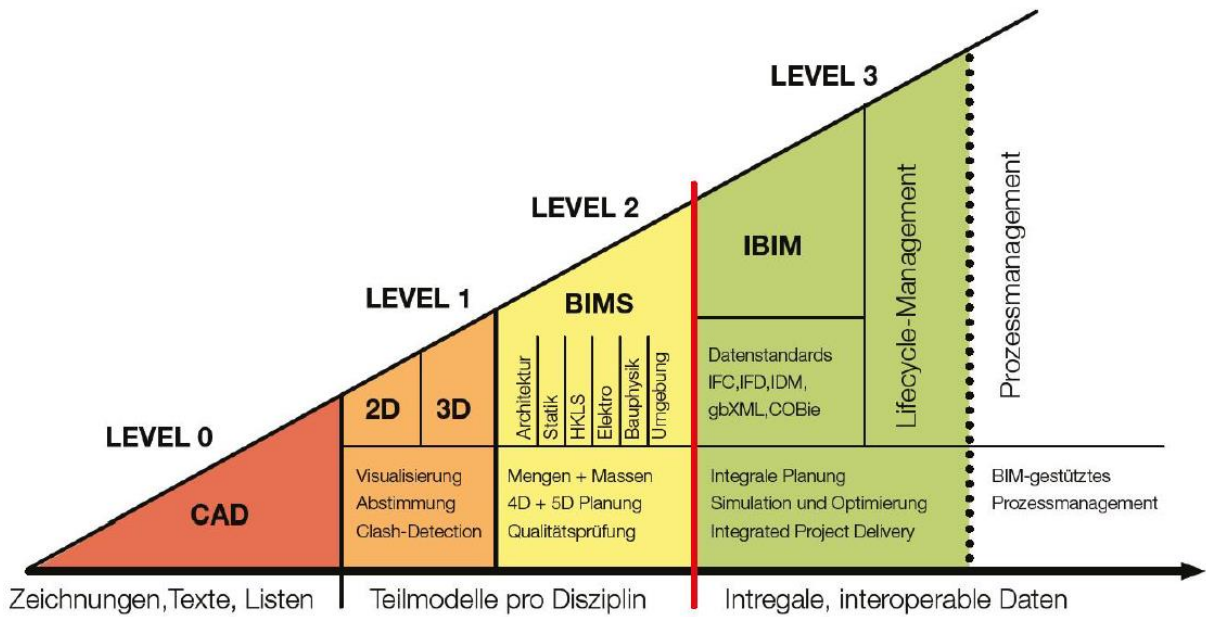 LEVEL 3
LEVEL 2
LEVEL 1
LEVEL 0
IBIM
BIMS
2D
3D
CAD
Architektur
Statik
HKLS
Elektro
Bauphysik
Umgebung
Datenstandards
IFC,IFD,IDM,
gbXML,COBie
Lifecycle-Management
Prozessmanagement
Visualisierung
Abstimmung
Clash-Detection
Mengen + Massen
4D + 5D Planung
Qualitätsprüfung
Integrale Planung
Simulation und Optimierung
Integrated Project Delivery
BIM-gestütztes
Prozessmanagement
Zeichnungen,Texte, Listen
Teilmodelle pro Disziplin
Intregale, interoperable Daten